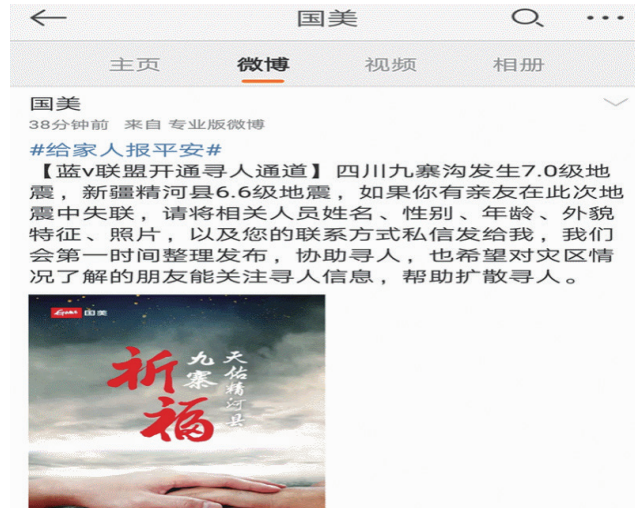 国美
主页 微博 视频 相册
国美
38分钟前 来自 专业版微博
#给家人报平安#
【蓝v联盟开通寻人通道】四川九寨沟发生7.0级地
震，新疆精河县6.6级地震，如果你有亲友在此次地
震中失联，请将相关人员姓名、性别、年龄、外貌
特征、照片，以及您的联系方式私信发给我，我们
会第一时间整理发布，协助寻人，也希望对灾区情
况了解的朋友能关注寻人信息，帮助扩散寻人。
国美
祈福
九寨
天佑精河县